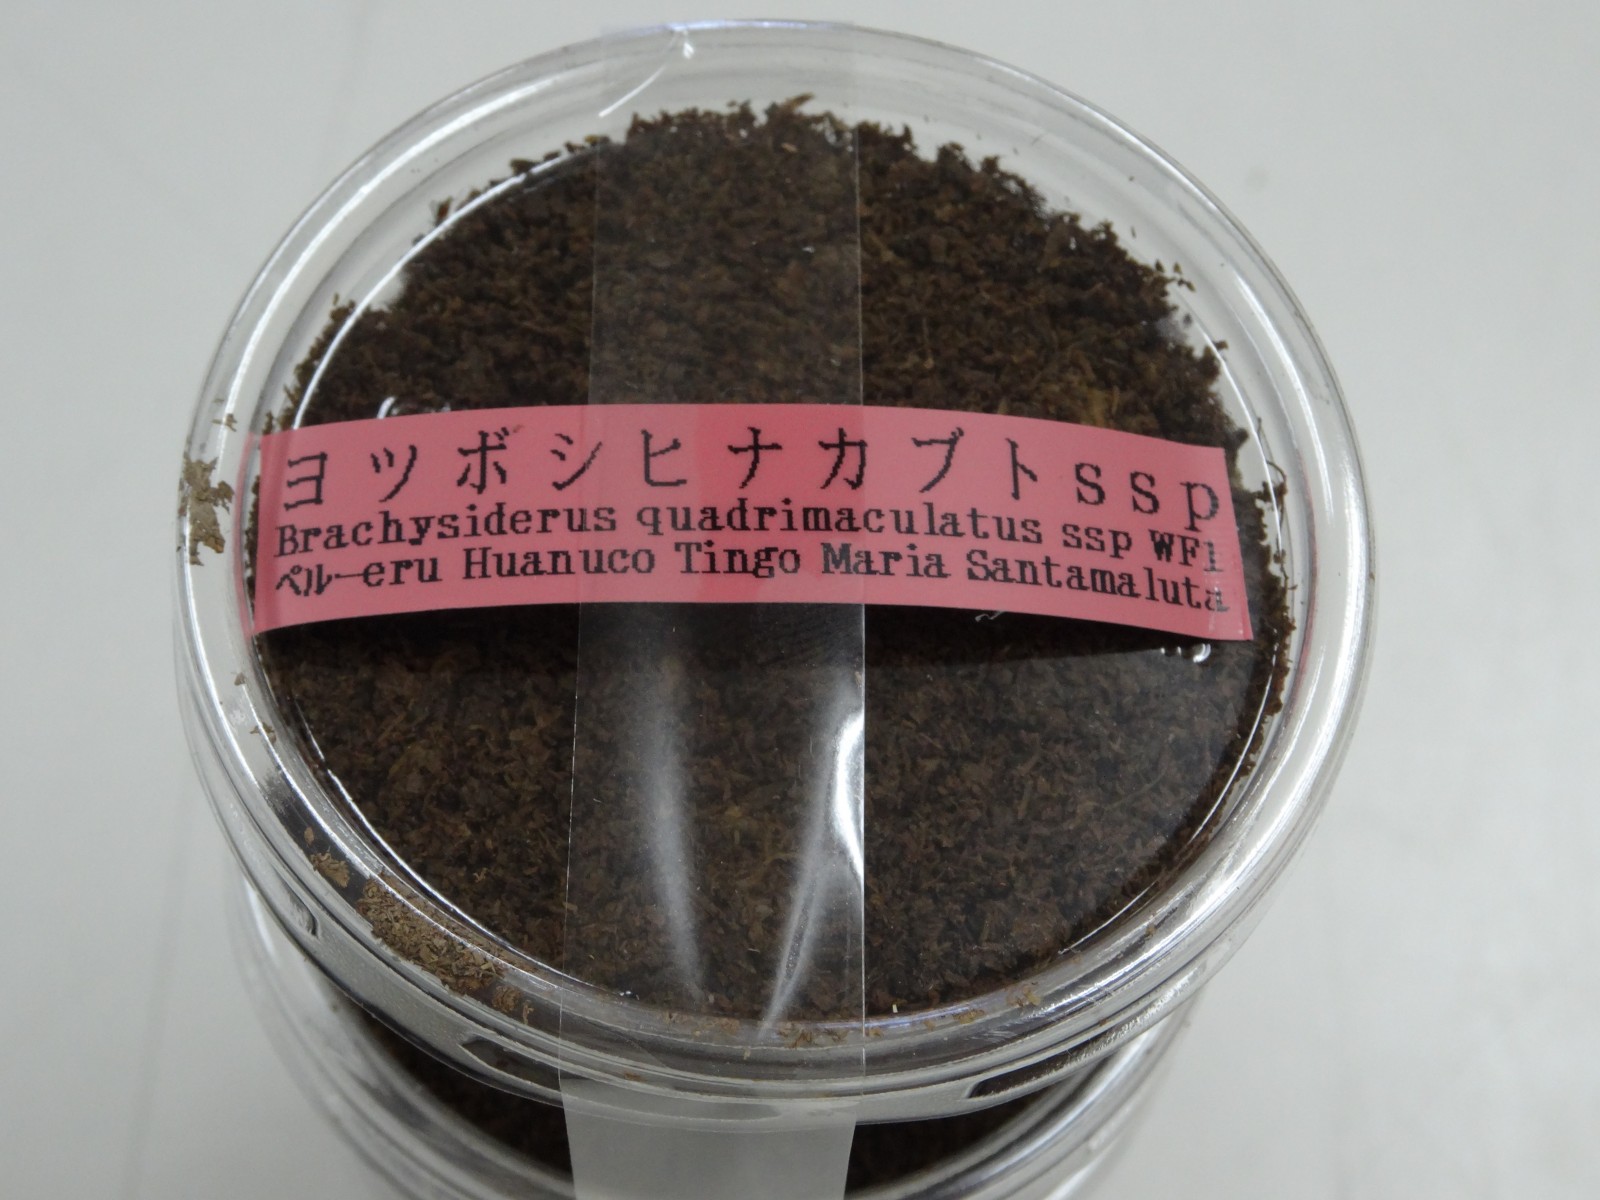 ヨツボシヒナカブトssp
Brachysiderus quadrimaculatus ssp WF1
ペルーeru Huanuco Tingo Maria Santamaluta